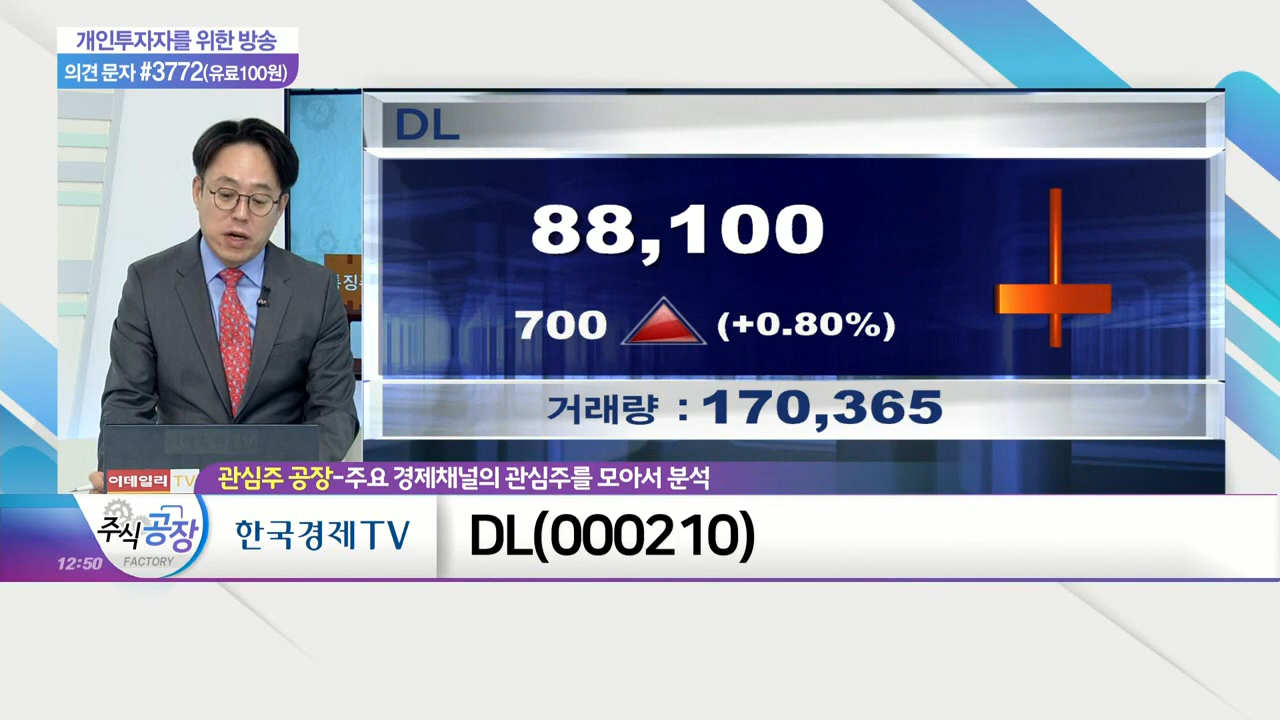 개인투자자를 위한 방송
의견 문자 #3772(유료100원)
DL
88,100
700 (+0.80%)
거래량 : 170,365
이데일리 TV
관심주 공장-주요 경제채널의 관심주를 모아서 분석
주식공장
FACTORY
12:50
한국경제TV
DL(000210)